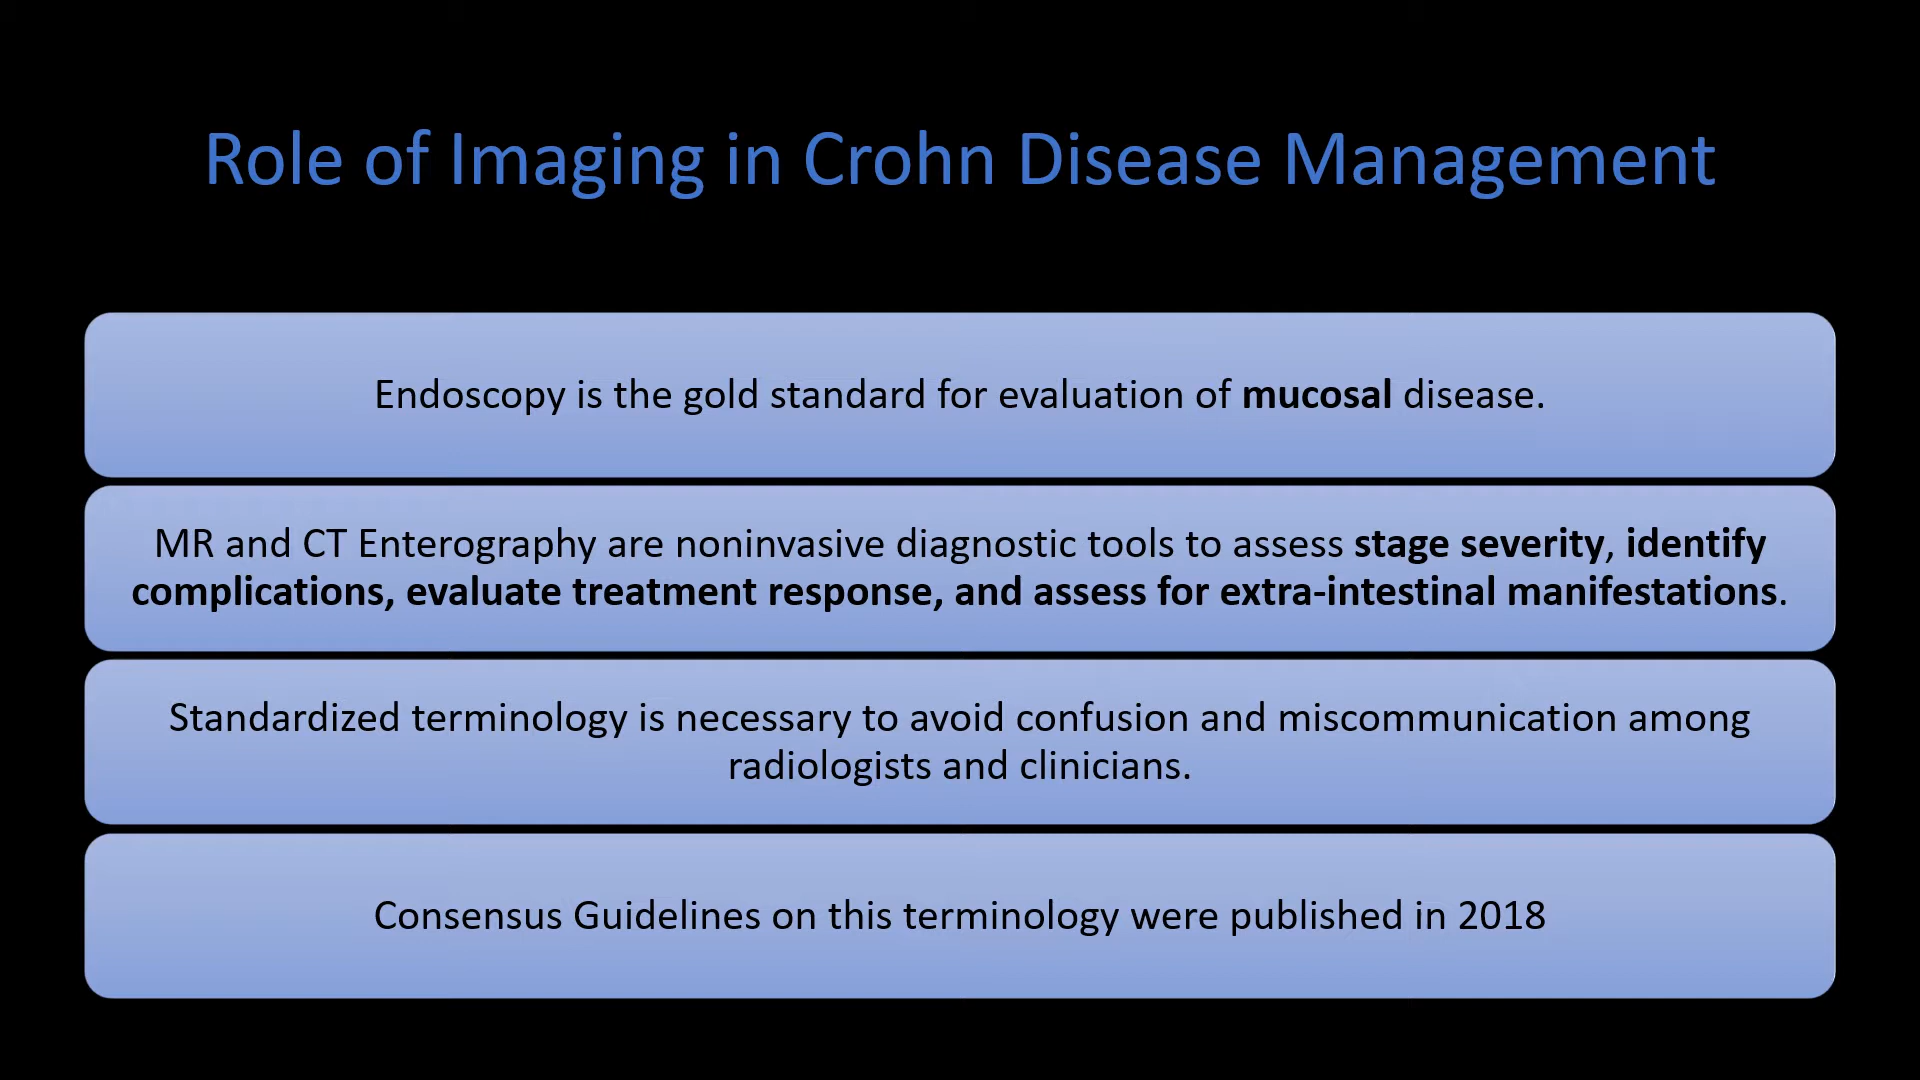 Role of Imaging in Crohn Disease Management
Endoscopy is the gold standard for evaluation of mucosal disease.
MR and CT Enterography are noninvasive diagnostic tools to assess stage severity, identify
complications, evaluate treatment response, and assess for extra-intestinal manifestations.
Standardized terminology is necessary to avoid confusion and miscommunication among
radiologists and clinicians.
Consensus Guidelines on this terminology were published in 2018